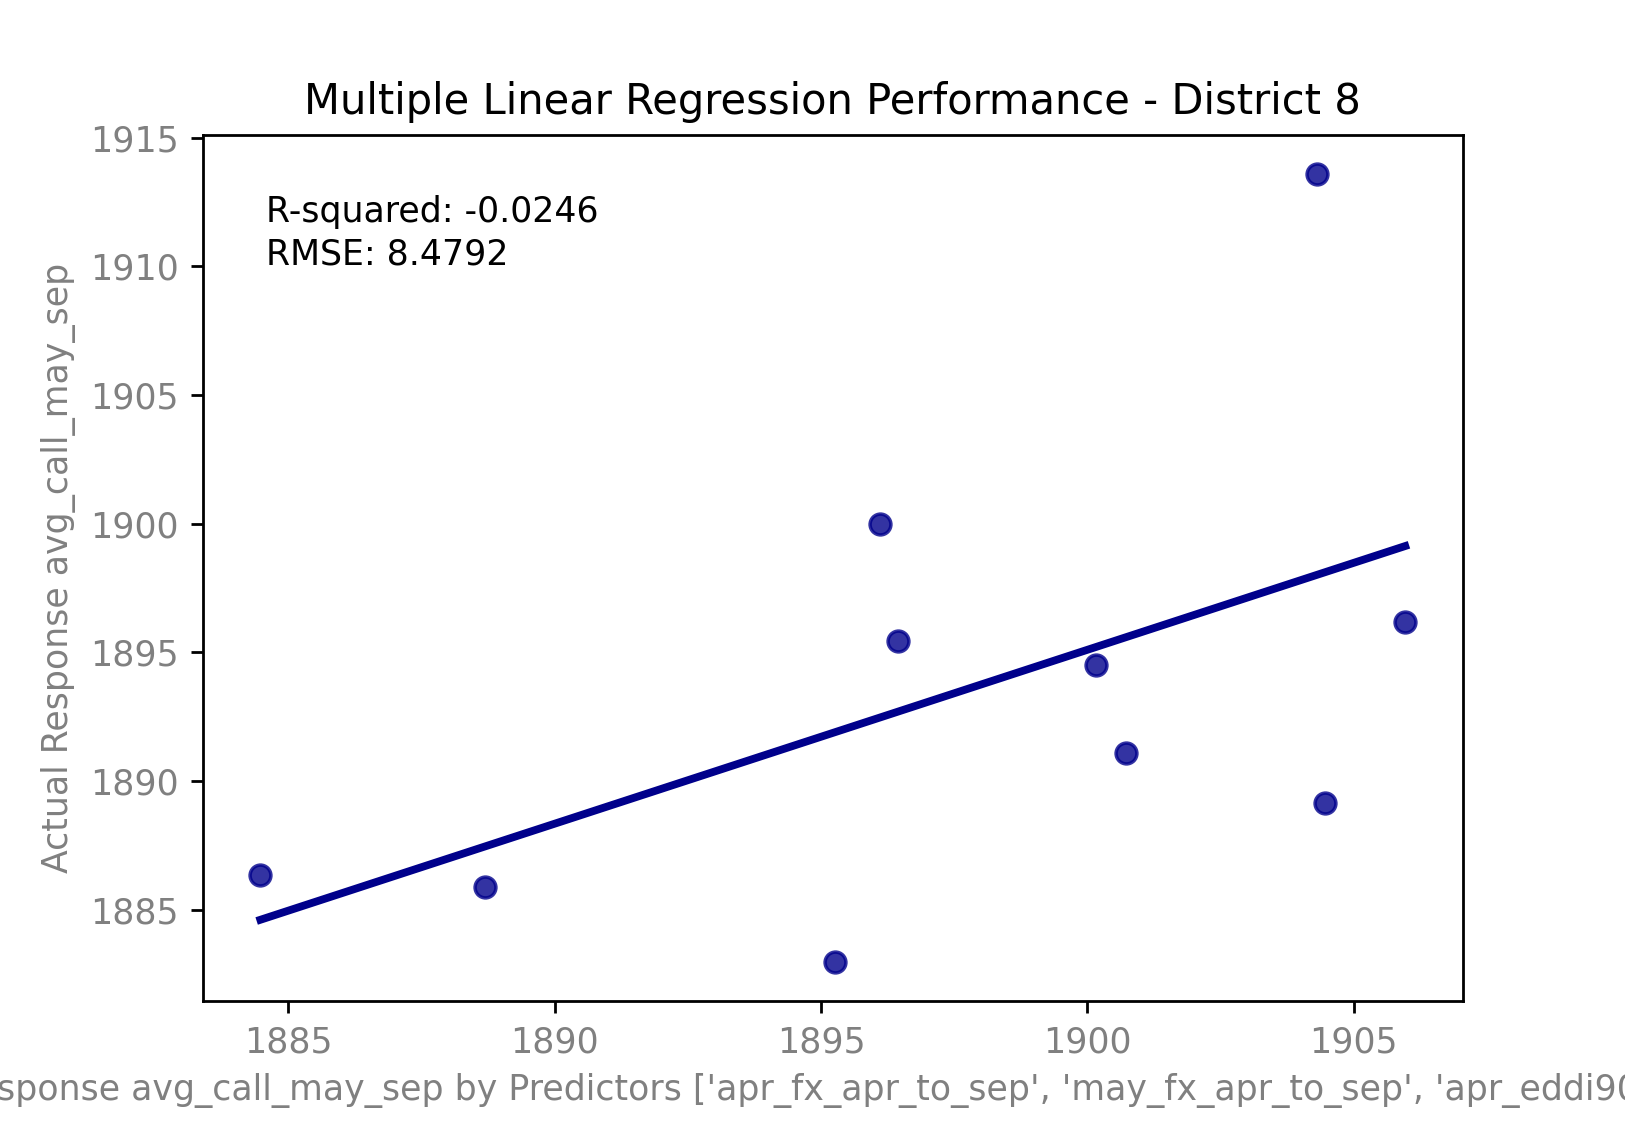 Multiple Linear Regression Performance - District 8
R-squared: -0.0246
RMSE: 8.4792
Actual Response avg_call_may_sep
1915
1910
1905
1900
1895
1890
1885
1885 1890 1895 1900 1905
sponse avg_call_may_sep by Predictors ['apr_fx_apr_to_sep', 'may_fx_apr_to_sep', 'apr_eddi90